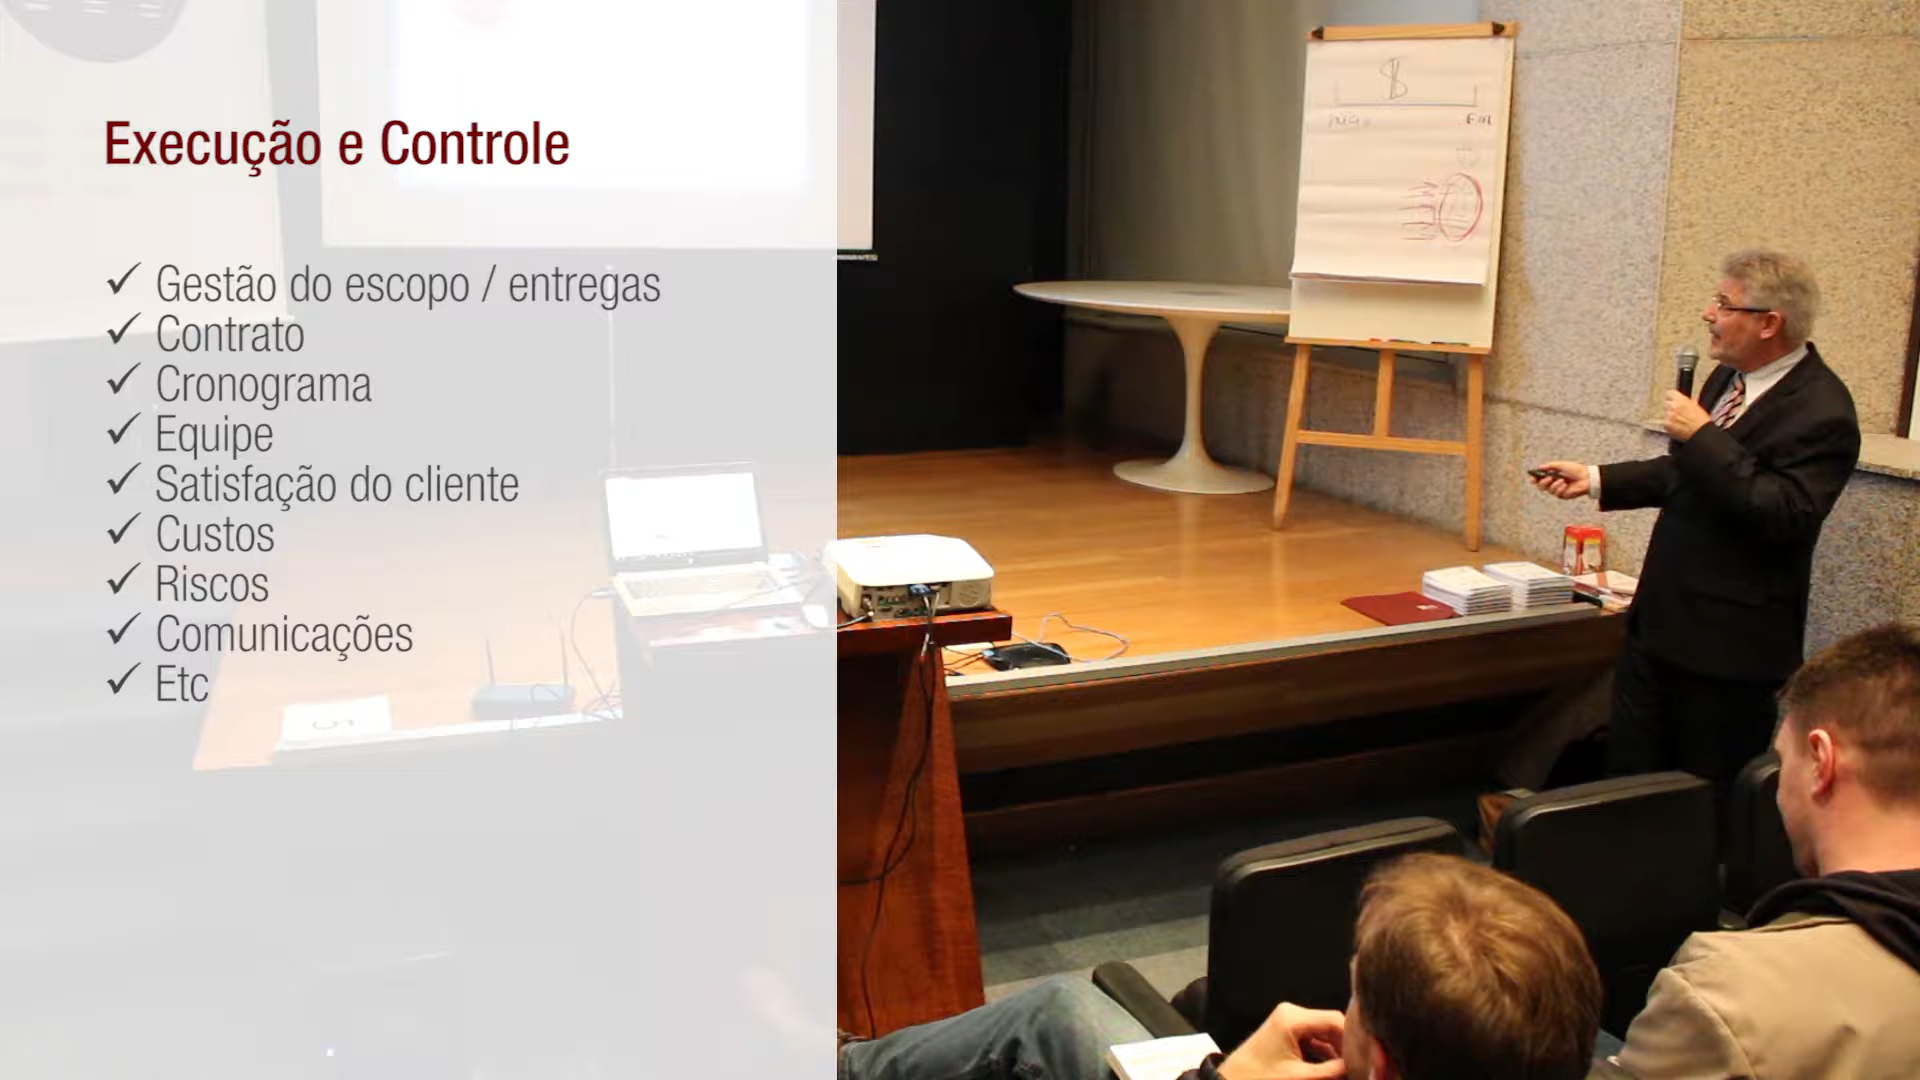 Execução e Controle
✓ Gestão do escopo / entregas
✓ Contrato
✓ Cronograma
✓ Equipe
✓ Satisfação do cliente
✓ Custos
✓ Riscos
✓ Comunicações
✓ Etc
$